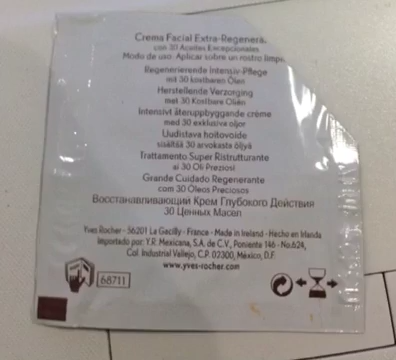 Crema Facial Extra-Regenera
con 30 Aceites Excepcionales
Modo de uso: Aplicar sobre un rostro limpi
Regenerierende Intensiv-Pflege
mit 30 kostbaren Ölen
Herstellende Verzorging
met 30 Kostbare Oliën
Intensivt återuppbyggande crème
med 30 exklusiva oljor
Uudistava hoitovoide
sisältää 30 arvokasta öljyä
Trattamento Super Ristrutturante
ai 30 Oli Preziosi
Grande Cuidado Regenerante
com 30 Óleos Preciosos
Восстанавливающий Крем Глубокого Действия
30 Ценных Масел
Yves Rocher - 56201 La Gacilly - France - Made in Ireland - Hecho en Irlanda
Importado por: Y.R. Mexicana, S.A. de C.V., Poniente 146 - No.624,
Col. Industrial Vallejo, C.P. 02300, México, D.F.
www.yves-rocher.com
68711